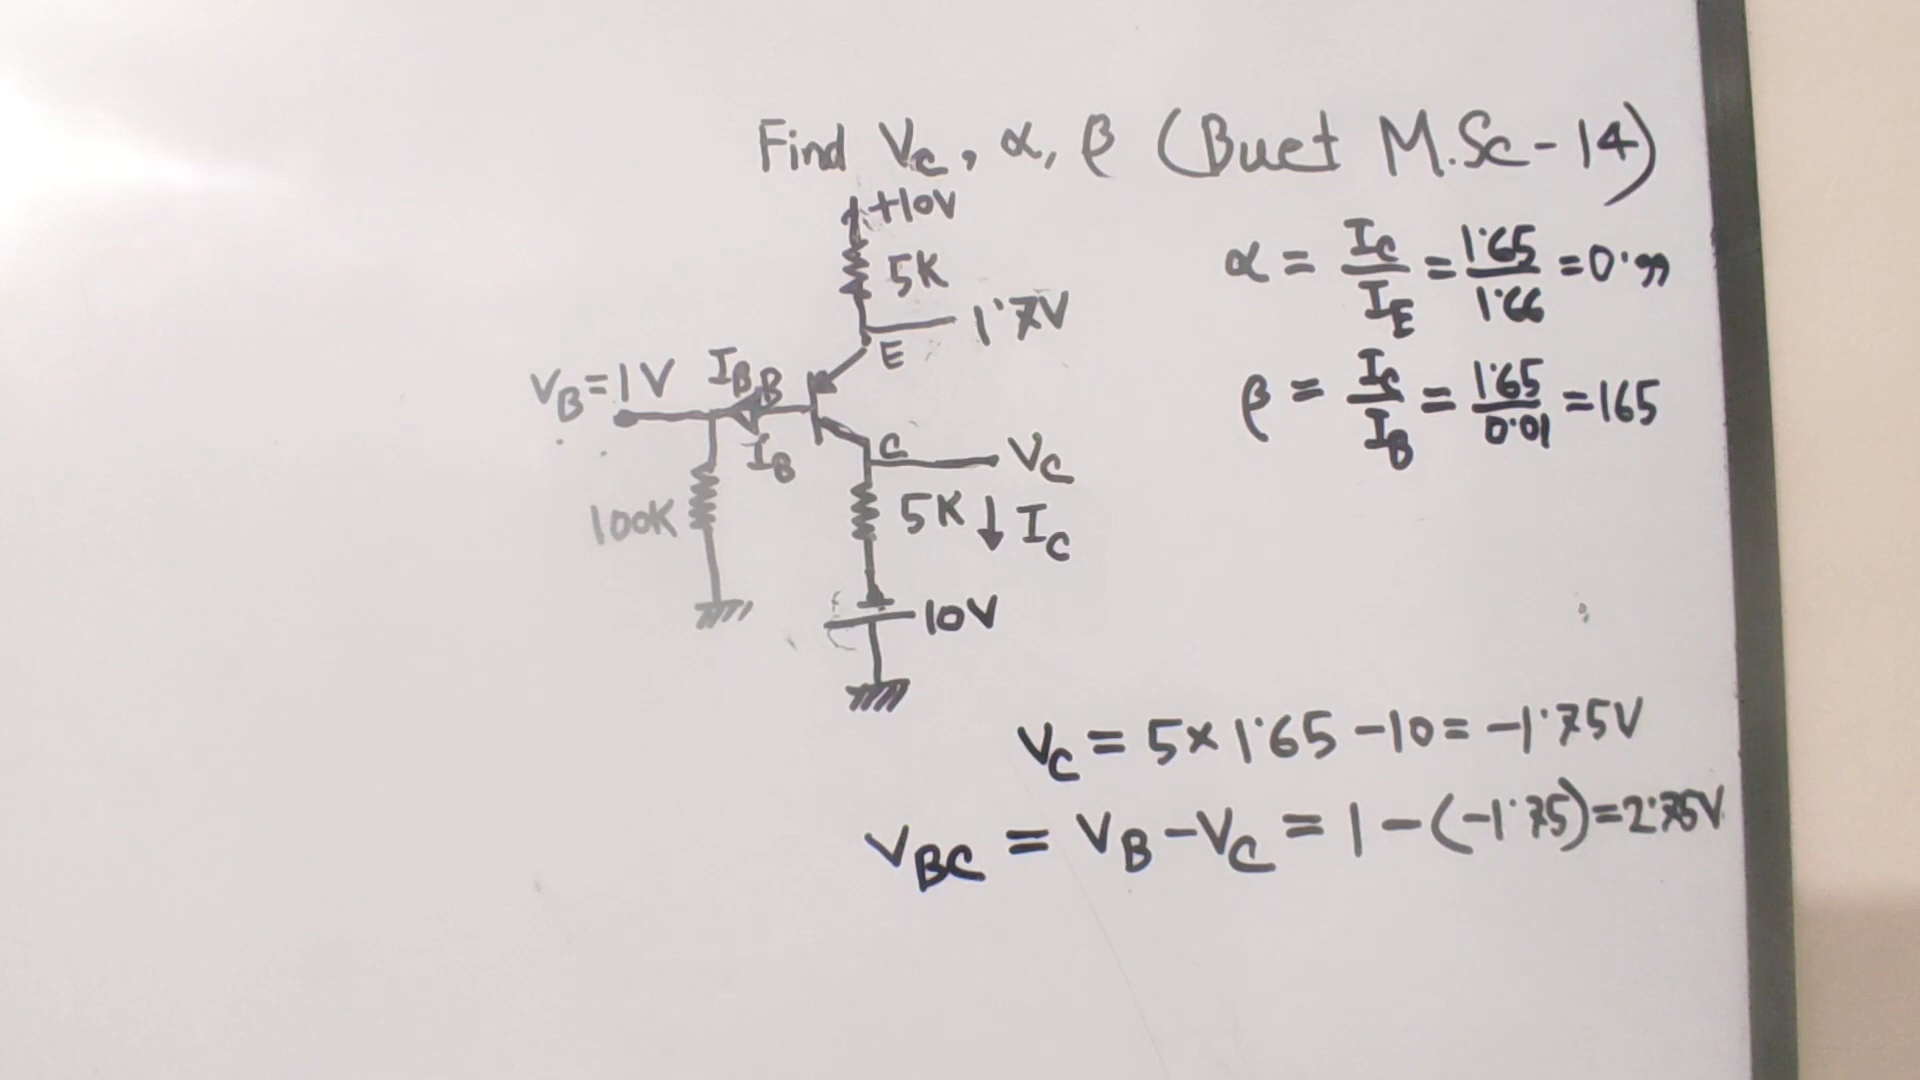 Find Vc, α, β (Buet M.Sc-14)
+10V
5K
1.7V
E
VB=1V IB B
IB
C
Vc
100K
5K ↓ Ic
10V
α = Ic/IE = 1.65/1.66 = 0.99
β = Ic/IB = 1.65/0.01 = 165
Vc = 5×1.65-10 = -1.75V
VBC = VB-Vc = 1-(-1.75)=2.75V